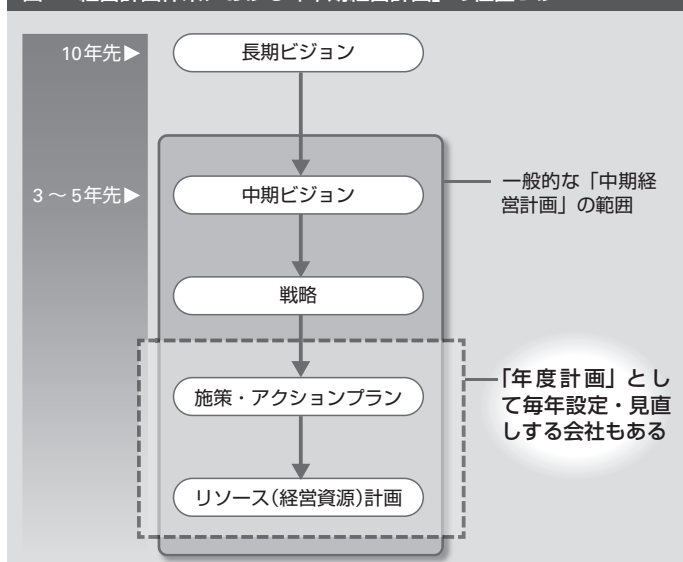 10年先▶
長期ビジョン
3～5年先▶
中期ビジョン
一般的な「中期経
営計画」の範囲
戦略
施策・アクションプラン
「年度計画」とし
て毎年設定・見直
しする会社もある
リソース(経営資源)計画